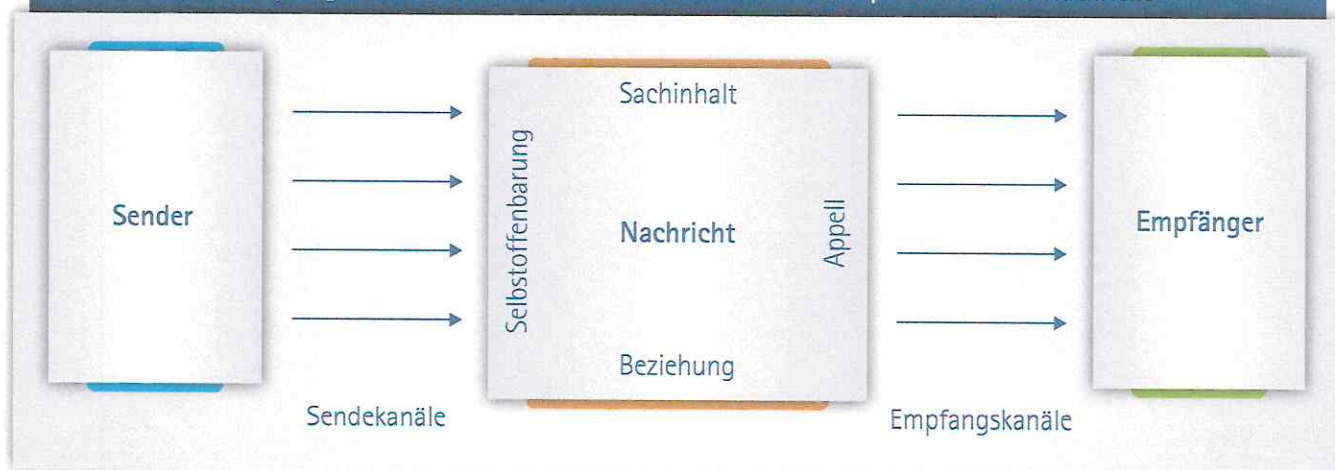 Sender
Sachinhalt
Selbstoffenbarung
Nachricht
Appell
Beziehung
Empfänger
Sendekanäle
Empfangskanäle